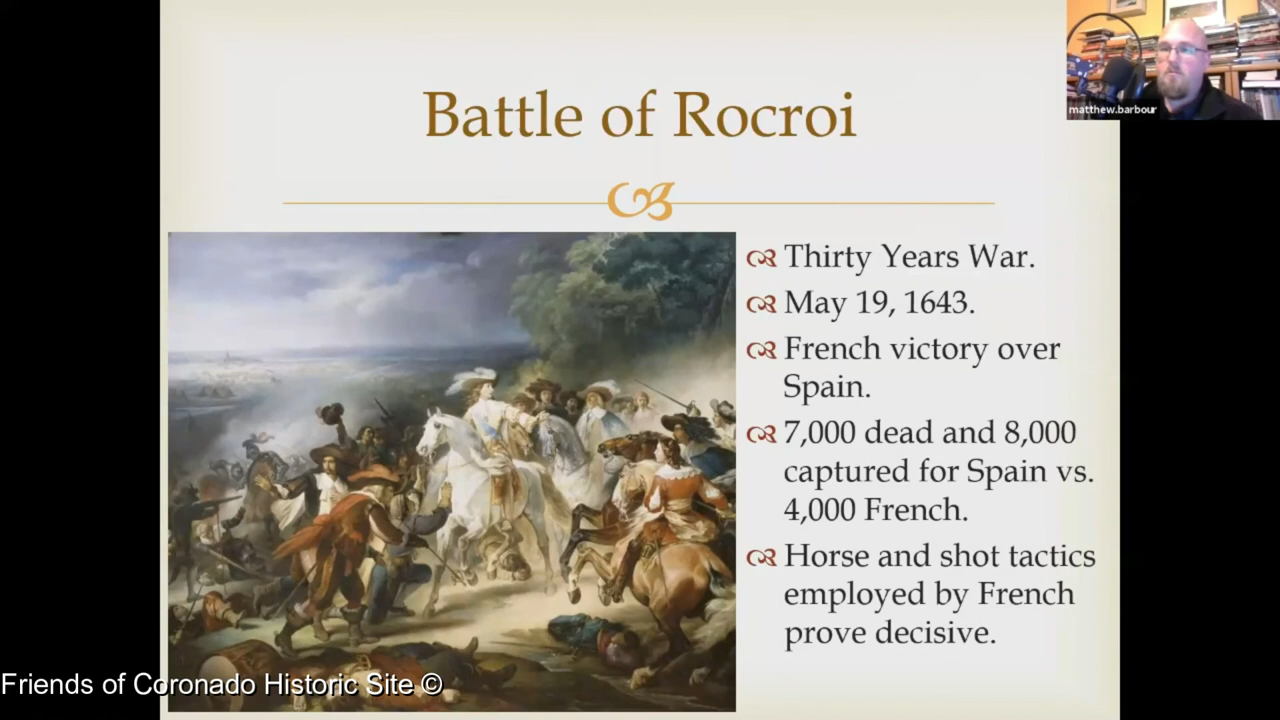 matthew.barbour
Battle of Rocroi
Thirty Years War.
May 19, 1643.
French victory over
Spain.
7,000 dead and 8,000
captured for Spain vs.
4,000 French.
Horse and shot tactics
employed by French
prove decisive.
Friends of Coronado Historic Site ©